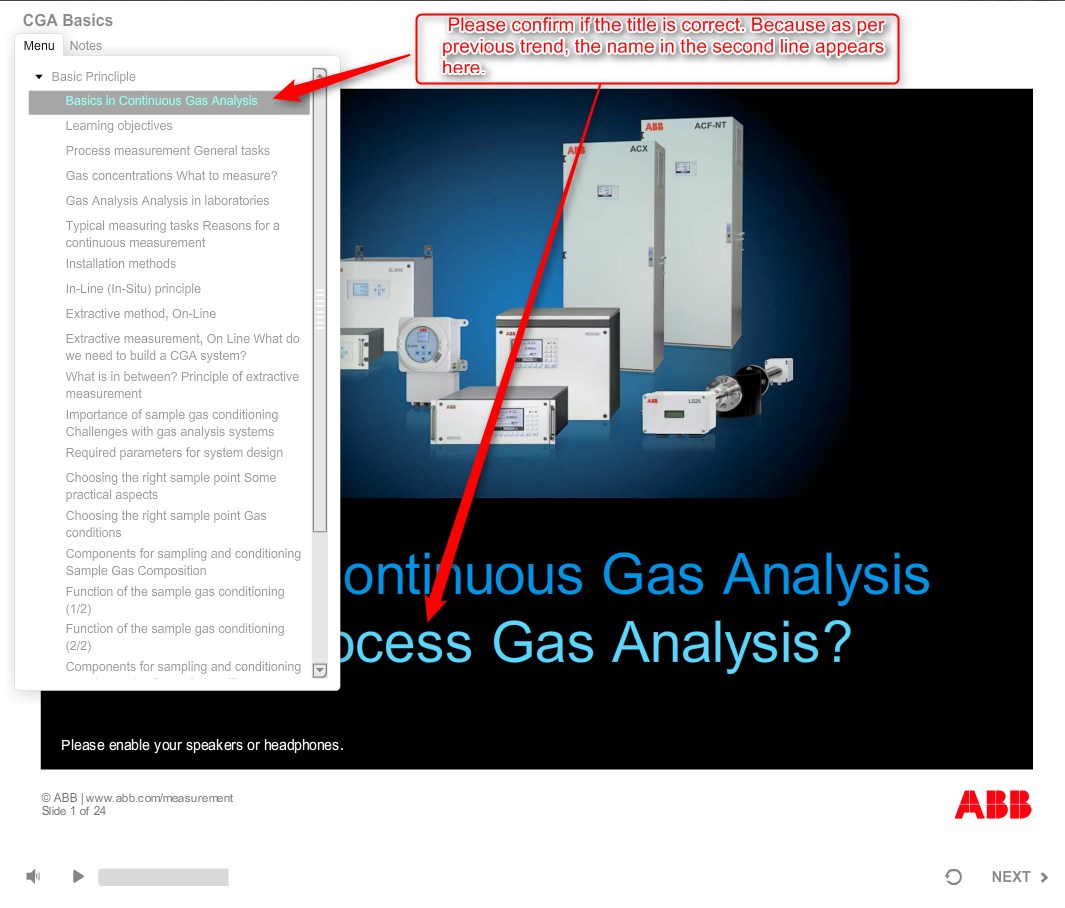 CGA Basics
Please confirm if the title is correct. Because as per
previous trend, the name in the second line appears
here.
Menu
Notes
Basic Princliple
Basics in Continuous Gas Analysis
Learning objectives
Process measurement General tasks
Gas concentrations What to measure?
Gas Analysis Analysis in laboratories
Typical measuring tasks Reasons for a
continuous measurement
Installation methods
In-Line (In-Situ) principle
Extractive method, On-Line
Extractive measurement, On Line What do
we need to build a CGA system?
What is in between? Principle of extractive
measurement
Importance of sample gas conditioning
Challenges with gas analysis systems
Required parameters for system design
Choosing the right sample point Some
practical aspects
Choosing the right sample point Gas
conditions
Components for sampling and conditioning
Sample Gas Composition
Function of the sample gas conditioning
(1/2)
Function of the sample gas conditioning
(2/2)
Components for sampling and conditioning
ABB ACF-NT
ABB ACX
ABB
ABB
ABB LS25
ontinuous Gas Analysis
ocess Gas Analysis?
Please enable your speakers or headphones.
© ABB | www.abb.com/measurement
Slide 1 of 24
ABB
NEXT